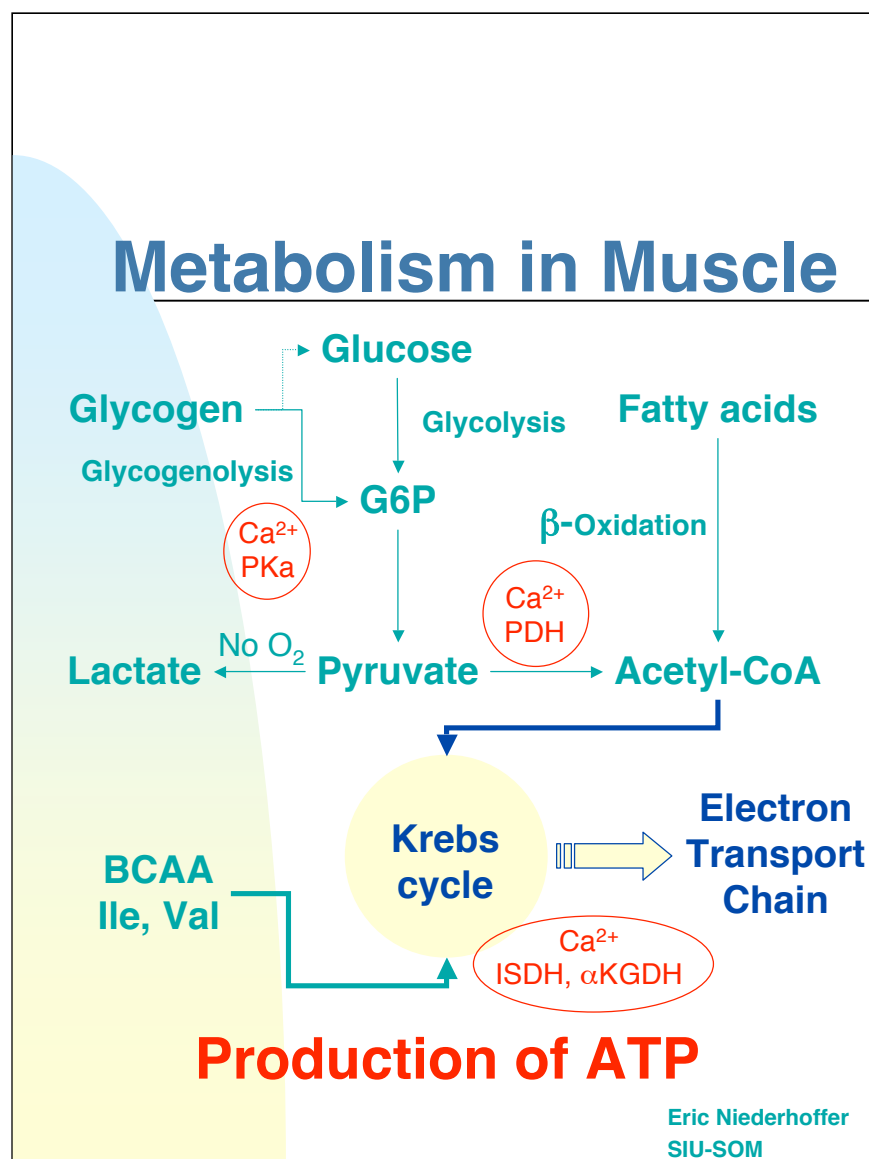 Metabolism in Muscle
Glucose
Glycogen
Fatty acids
Glycolysis
Glycogenolysis
G6P
β-Oxidation
Ca²⁺
PKa
Ca²⁺
PDH
No O₂
Lactate
Pyruvate
Acetyl-CoA
Krebs
cycle
Electron
Transport
Chain
BCAA
Ile, Val
Ca²⁺
ISDH, αKGDH
Production of ATP
Eric Niederhoffer
SIU-SOM